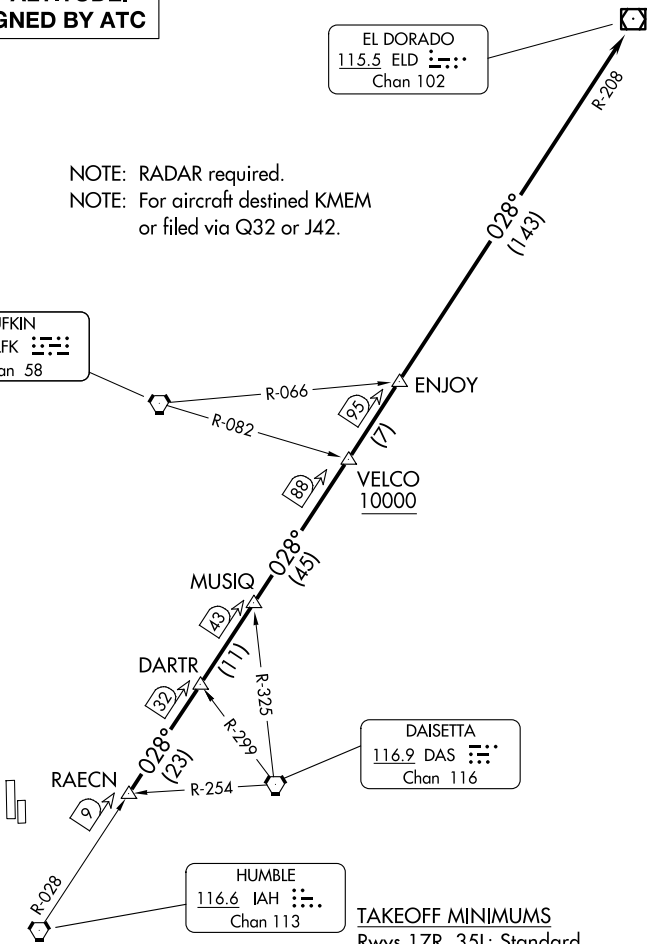 GNED BY ATC
EL DORADO
115.5 ELD
Chan 102
R-208
NOTE: RADAR required.
NOTE: For aircraft destined KMEM
or filed via Q32 or J42.
028°
(143)
UFKIN
FK
an 58
R-066
ENJOY
95
R-082
(7)
VELCO
10000
88
028°
(45)
MUSIQ
43
(11)
DARTR
R-325
32
R-299
028°
(23)
DAISETTA
116.9 DAS
Chan 116
RAECN
R-254
9
R-028
HUMBLE
116.6 IAH
Chan 113
TAKEOFF MINIMUMS
Rwys 17R, 35L: Standard